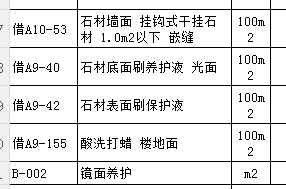 借A10-53 石材墙面 挂钩式干挂石 100m
材 1.0m2以下 嵌缝 2
借A9-40 石材底面刷养护液 光面 100m
2
借A9-42 石材表面刷保护液 100m
2
借A9-155 酸洗打蜡 楼地面 100m
2
B-002 镜面养护 m2